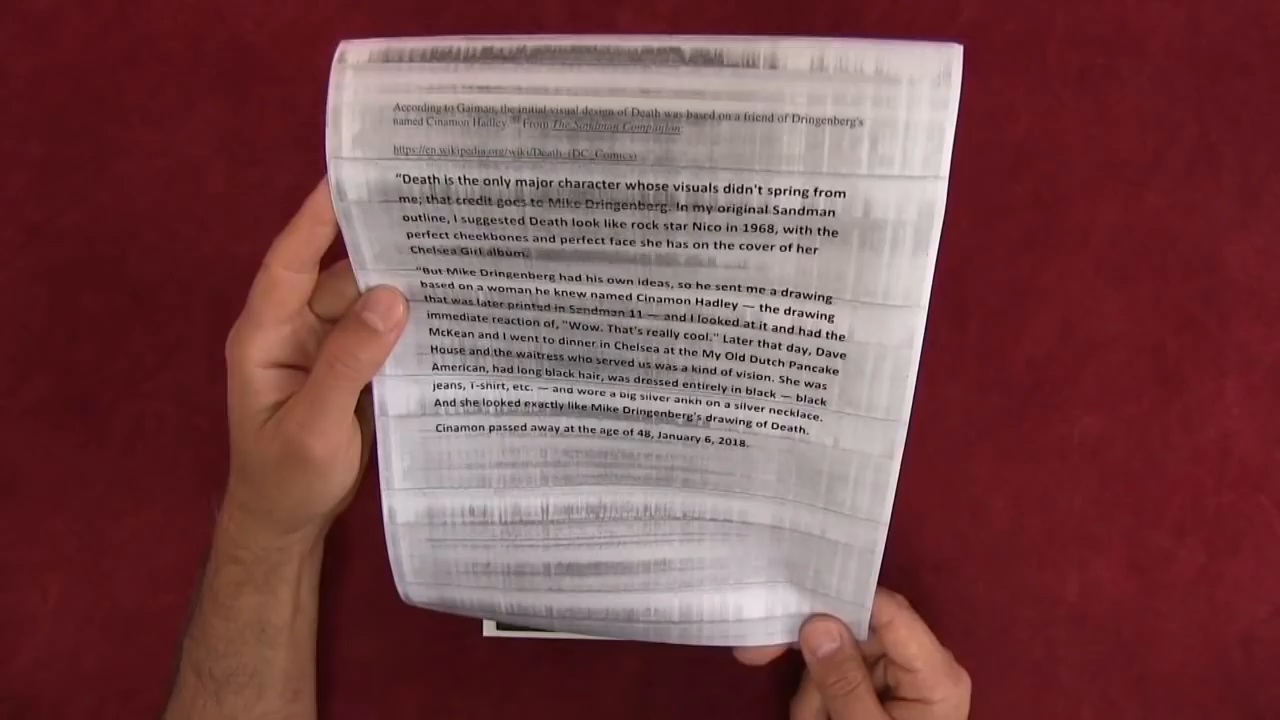 According to Gaiman, the initial visual design of Death was based on a friend of Dringenberg's
named Cinamon Hadley.[6] From The Sandman Companion:
https://en.wikipedia.org/wiki/Death_(DC_Comics)
"Death is the only major character whose visuals didn't spring from
me; that credit goes to Mike Dringenberg. In my original Sandman
outline, I suggested Death look like rock star Nico in 1968, with the
perfect cheekbones and perfect face she has on the cover of her
Chelsea Girl album.
"But Mike Dringenberg had his own ideas, so he sent me a drawing
based on a woman he knew named Cinamon Hadley — the drawing
that was later printed in Sandman 11 — and I looked at it and had the
immediate reaction of, "Wow. That's really cool." Later that day, Dave
McKean and I went to dinner in Chelsea at the My Old Dutch Pancake
House and the waitress who served us was a kind of vision. She was
American, had long black hair, was dressed entirely in black — black
jeans, T-shirt, etc. — and wore a big silver ankh on a silver necklace.
And she looked exactly like Mike Dringenberg's drawing of Death.
Cinamon passed away at the age of 48, January 6, 2018.